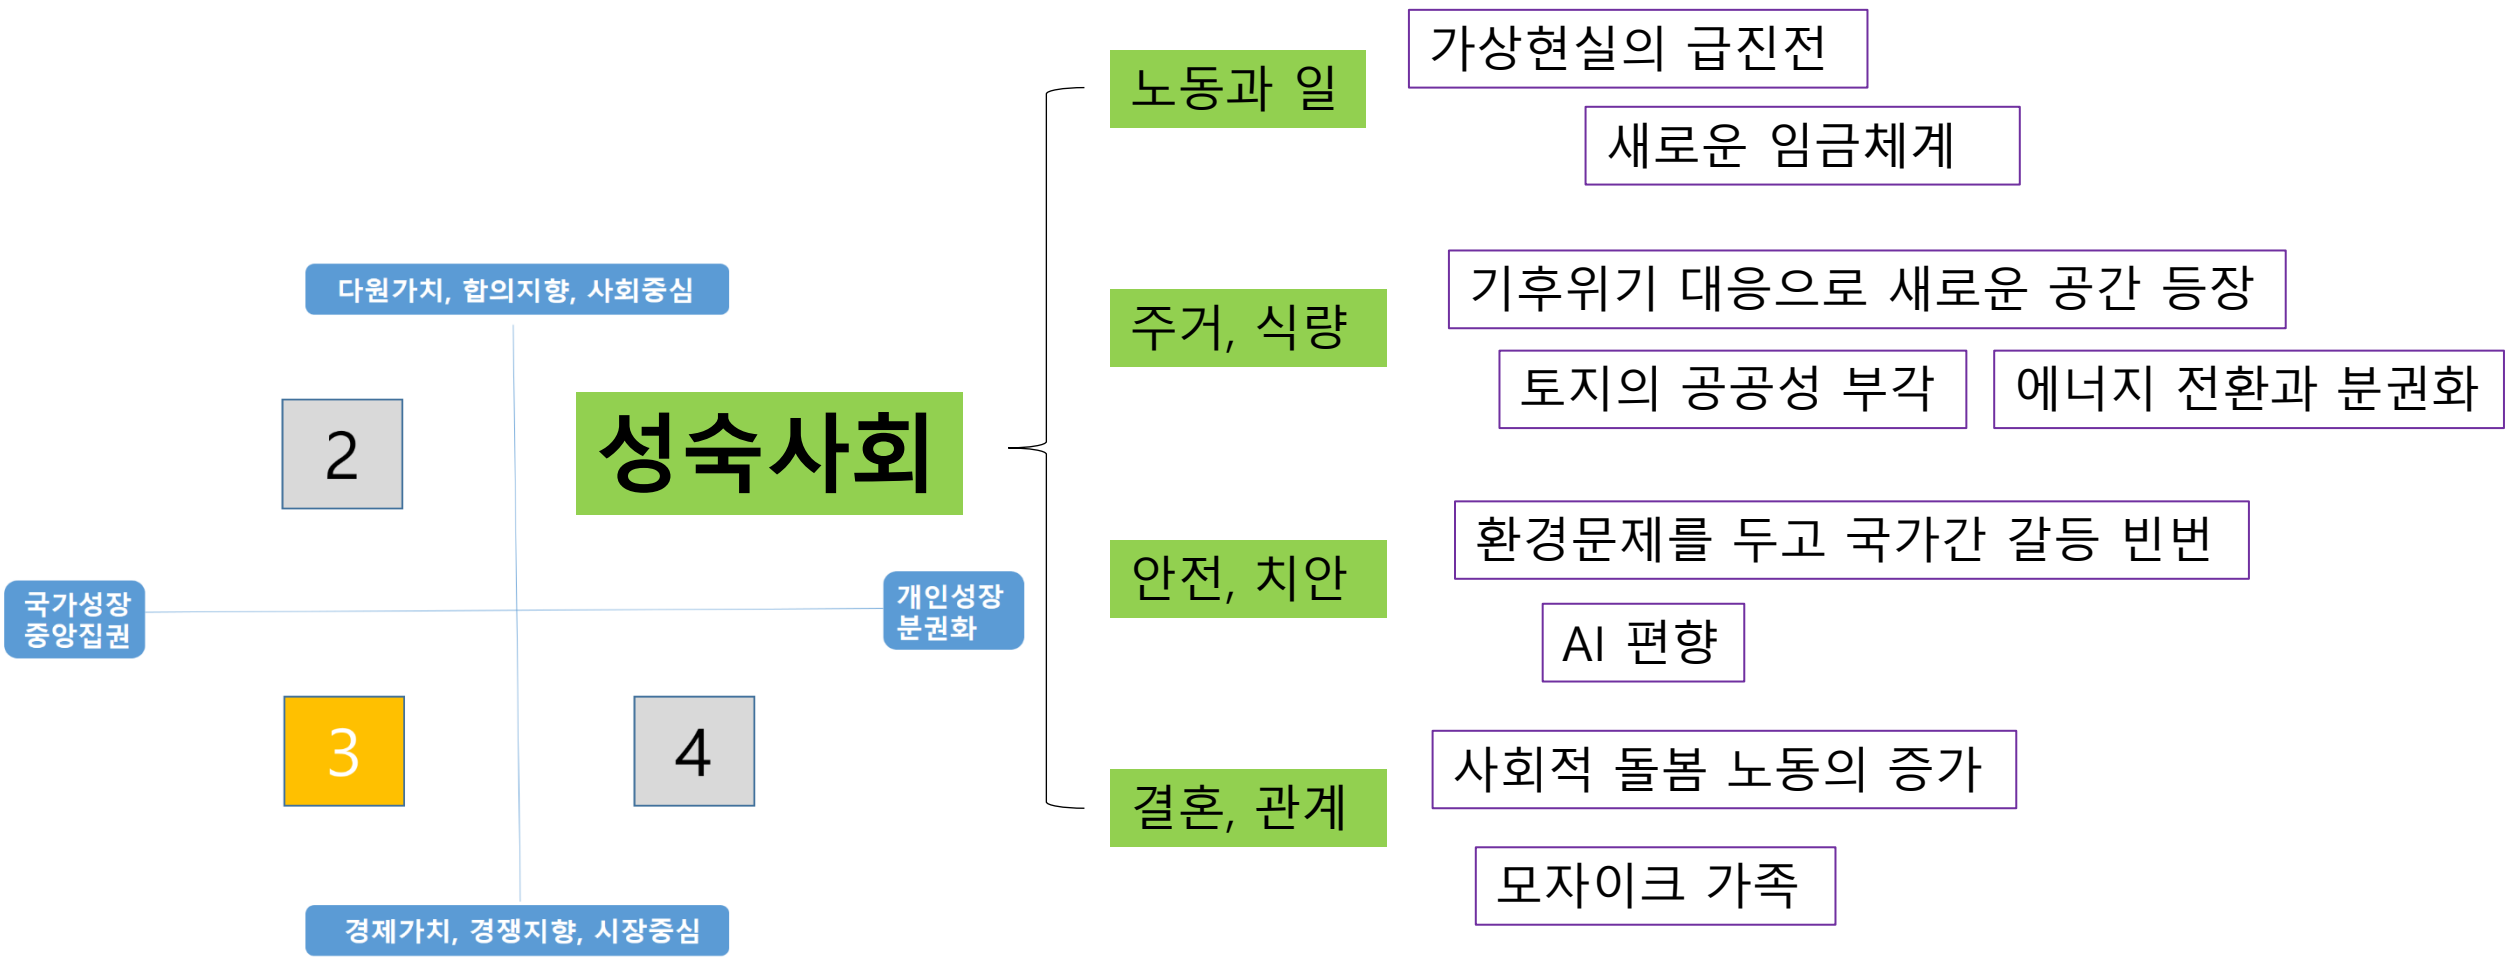 다원가치, 합의지향, 사회중심
2
성숙사회
국가성장
중앙집권
개인성장
분권화
3
4
경제가치, 경쟁지향, 시장중심
노동과 일
가상현실의 급진전
새로운 임금체계
주거, 식량
기후위기 대응으로 새로운 공간 등장
토지의 공공성 부각
에너지 전환과 분권화
안전, 치안
환경문제를 두고 국가간 갈등 빈번
AI 편향
결혼, 관계
사회적 돌봄 노동의 증가
모자이크 가족